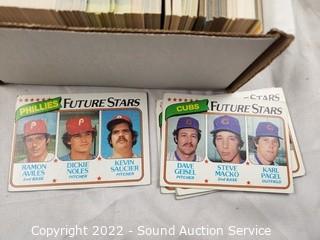 PHILLIES
FUTURE STARS
RAMON AVILES
2nd BASE
DICKIE NOLES
PITCHER
KEVIN SAUCIER
PITCHER
STARS
CUBS
FUTURE STARS
DAVE GEISEL
PITCHER
STEVE MACKO
2nd BASE
KARL PAGEL
OUTFIELD
Copyright 2022 - Sound Auction Service